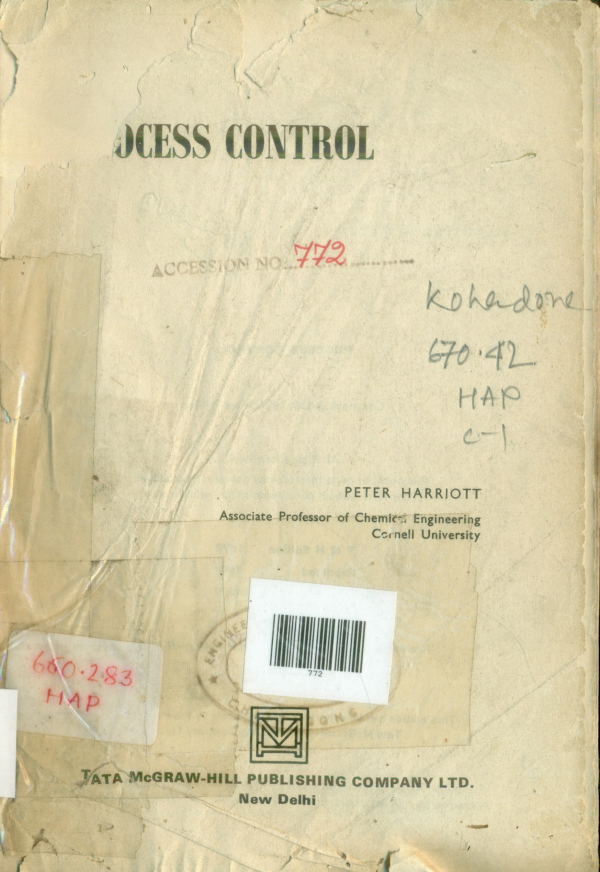 OCESS CONTROL
ACCESSION NO. 772
670.42
HAP
C-1
PETER HARRIOTT
Associate Professor of Chemical Engineering
Cornell University
772
660.283
HAP
TATA McGRAW-HILL PUBLISHING COMPANY LTD.
New Delhi